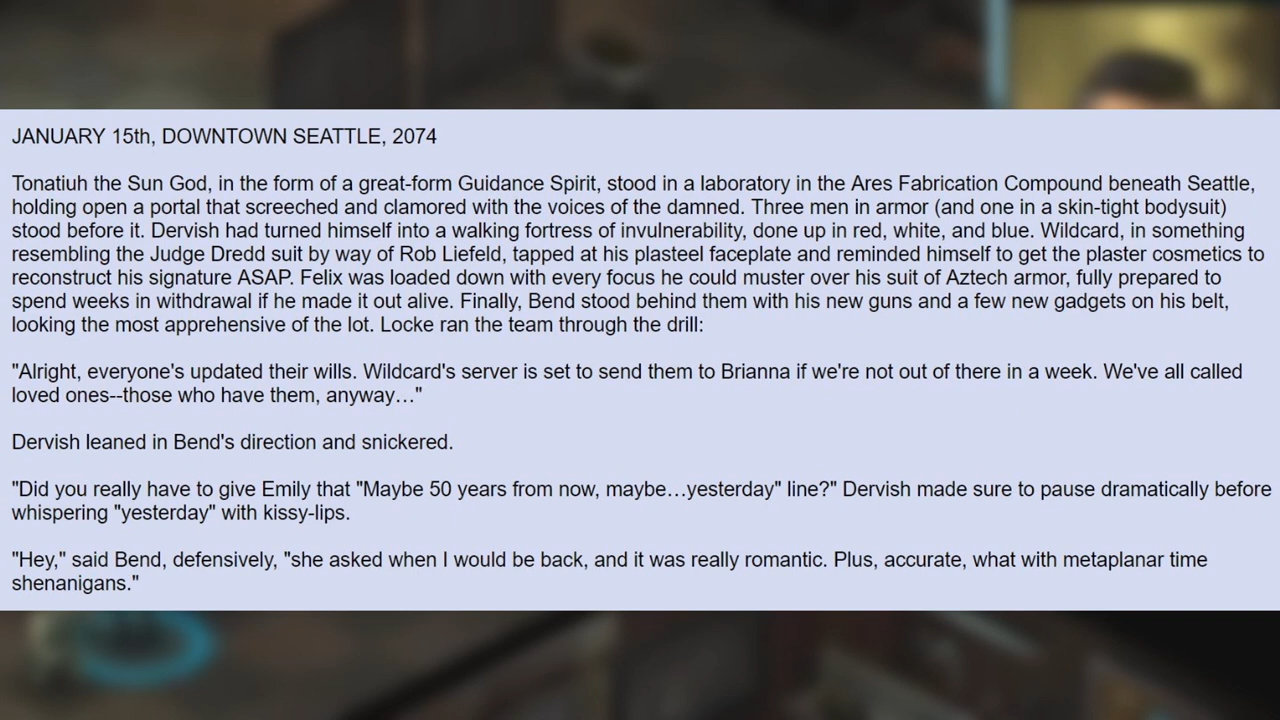 JANUARY 15th, DOWNTOWN SEATTLE, 2074
Tonatiuh the Sun God, in the form of a great-form Guidance Spirit, stood in a laboratory in the Ares Fabrication Compound beneath Seattle,
holding open a portal that screeched and clamored with the voices of the damned. Three men in armor (and one in a skin-tight bodysuit)
stood before it. Dervish had turned himself into a walking fortress of invulnerability, done up in red, white, and blue. Wildcard, in something
resembling the Judge Dredd suit by way of Rob Liefeld, tapped at his plasteel faceplate and reminded himself to get the plaster cosmetics to
reconstruct his signature ASAP. Felix was loaded down with every focus he could muster over his suit of Aztech armor, fully prepared to
spend weeks in withdrawal if he made it out alive. Finally, Bend stood behind them with his new guns and a few new gadgets on his belt,
looking the most apprehensive of the lot. Locke ran the team through the drill:
"Alright, everyone's updated their wills. Wildcard's server is set to send them to Brianna if we're not out of there in a week. We've all called
loved ones--those who have them, anyway…"
Dervish leaned in Bend's direction and snickered.
"Did you really have to give Emily that "Maybe 50 years from now, maybe…yesterday" line?" Dervish made sure to pause dramatically before
whispering "yesterday" with kissy-lips.
"Hey," said Bend, defensively, "she asked when I would be back, and it was really romantic. Plus, accurate, what with metaplanar time
shenanigans."